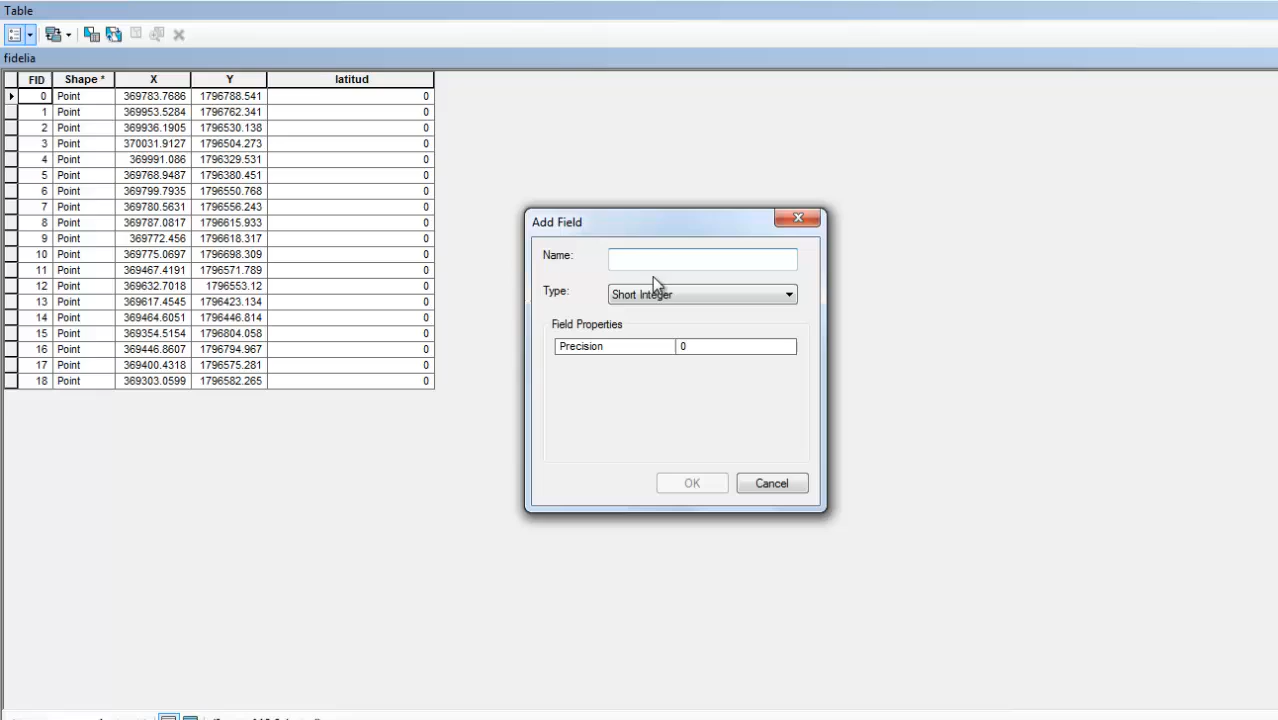 Table
fidelia
FID Shape * X Y latitud
0 Point 369783.7686 1796788.541 0
1 Point 369953.5284 1796762.341 0
2 Point 369936.1905 1796530.138 0
3 Point 370031.9127 1796504.273 0
4 Point 369991.086 1796329.531 0
5 Point 369768.9487 1796380.451 0
6 Point 369799.7935 1796550.768 0
7 Point 369780.5631 1796556.243 0
8 Point 369787.0817 1796615.933 0
9 Point 369772.456 1796618.317 0
10 Point 369775.0697 1796698.309 0
11 Point 369467.4191 1796571.789 0
12 Point 369632.7018 1796553.12 0
13 Point 369617.4545 1796423.134 0
14 Point 369464.6051 1796446.814 0
15 Point 369354.5154 1796804.058 0
16 Point 369446.8607 1796794.967 0
17 Point 369400.4318 1796575.281 0
18 Point 369303.0599 1796582.265 0
Add Field
Name:
Type: Short Integer
Field Properties
Precision 0
OK Cancel